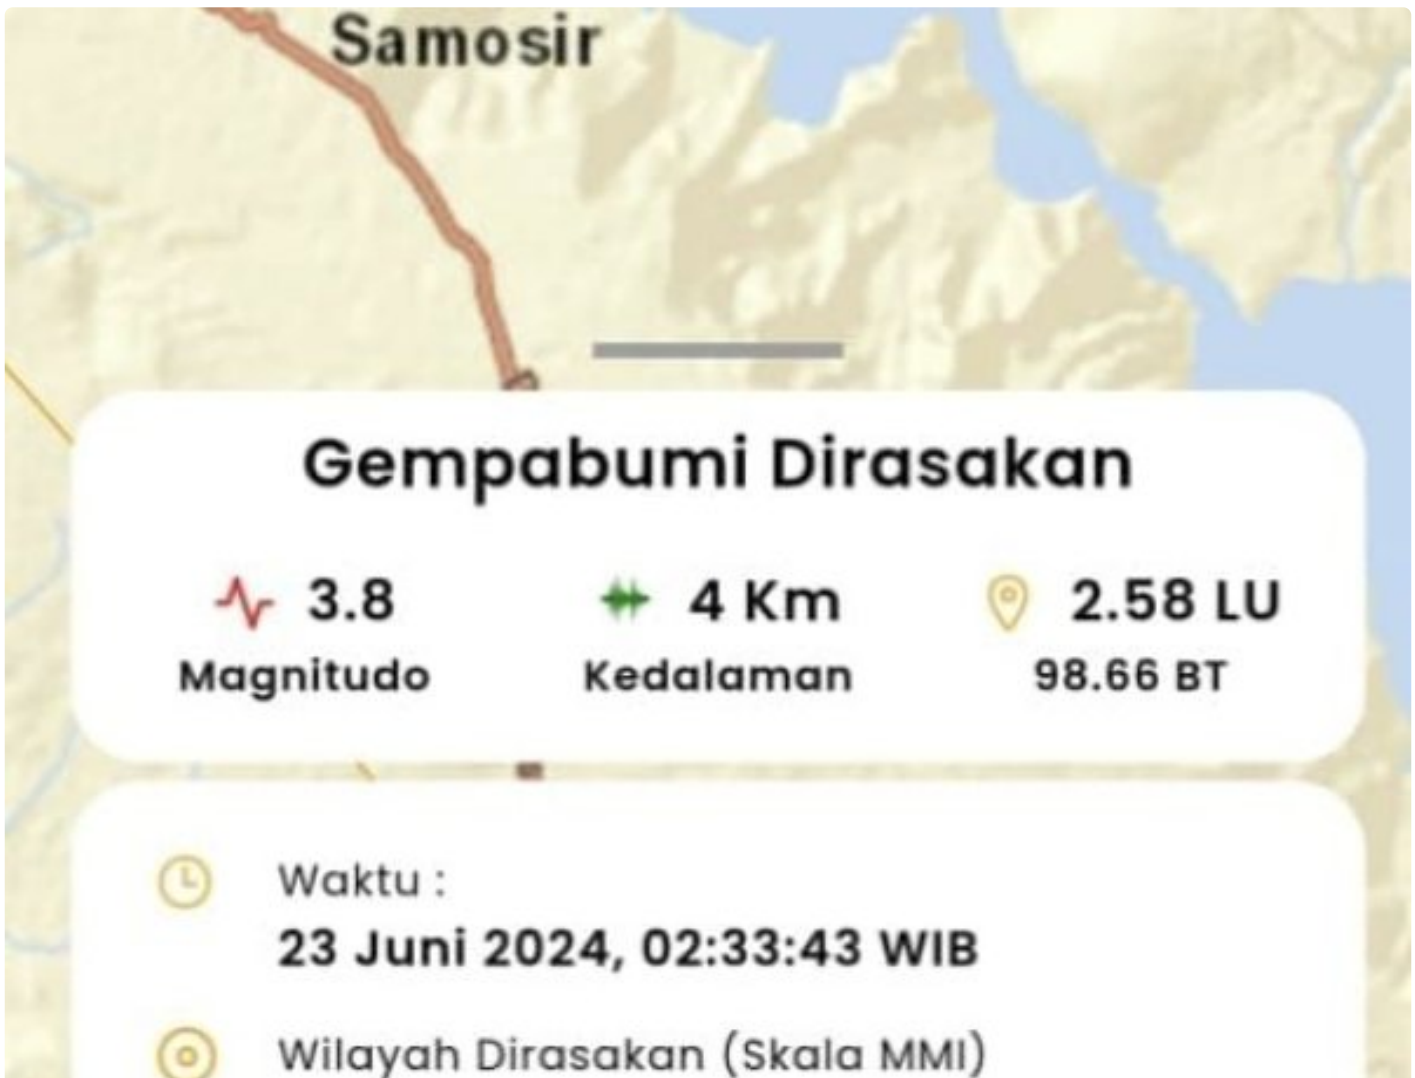 Samosir
Gempabumi Dirasakan
3.8
Magnitudo
4 Km
Kedalaman
2.58 LU
98.66 BT
Waktu :
23 Juni 2024, 02:33:43 WIB
Wilayah Dirasakan (Skala MMI)